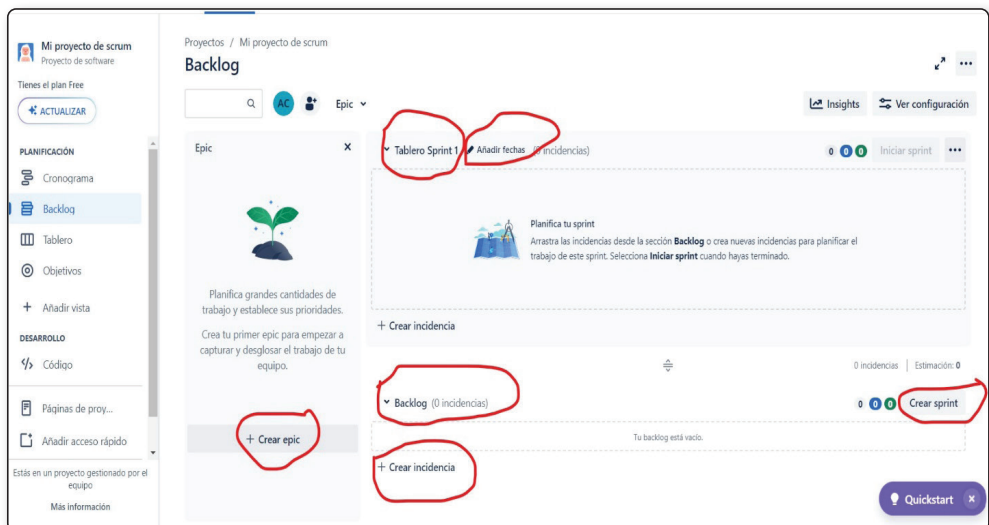 Mi proyecto de scrum
Proyecto de software
Tienes el plan Free
ACTUALIZAR
PLANIFICACIÓN
Cronograma
Backlog
Tablero
Objetivos
Añadir vista
DESARROLLO
Código
Páginas de proy...
Añadir acceso rápido
Estás en un proyecto gestionado por el
equipo
Más información
Proyectos / Mi proyecto de scrum
Backlog
AC
Epic
Insights
Ver configuración
Epic
Planifica grandes cantidades de
trabajo y establece sus prioridades.
Crea tu primer epic para empezar a
capturar y desglosar el trabajo de tu
equipo.
+ Crear epic
Tablero Sprint 1 Añadir fechas (0 incidencias)
0 0 0 Iniciar sprint
Planifica tu sprint
Arrastra las incidencias desde la sección Backlog o crea nuevas incidencias para planificar el
trabajo de este sprint. Selecciona Iniciar sprint cuando hayas terminado.
+ Crear incidencia
0 incidencias | Estimación: 0
Backlog (0 incidencias)
0 0 0 Crear sprint
Tu backlog está vacío.
+ Crear incidencia
Quickstart x